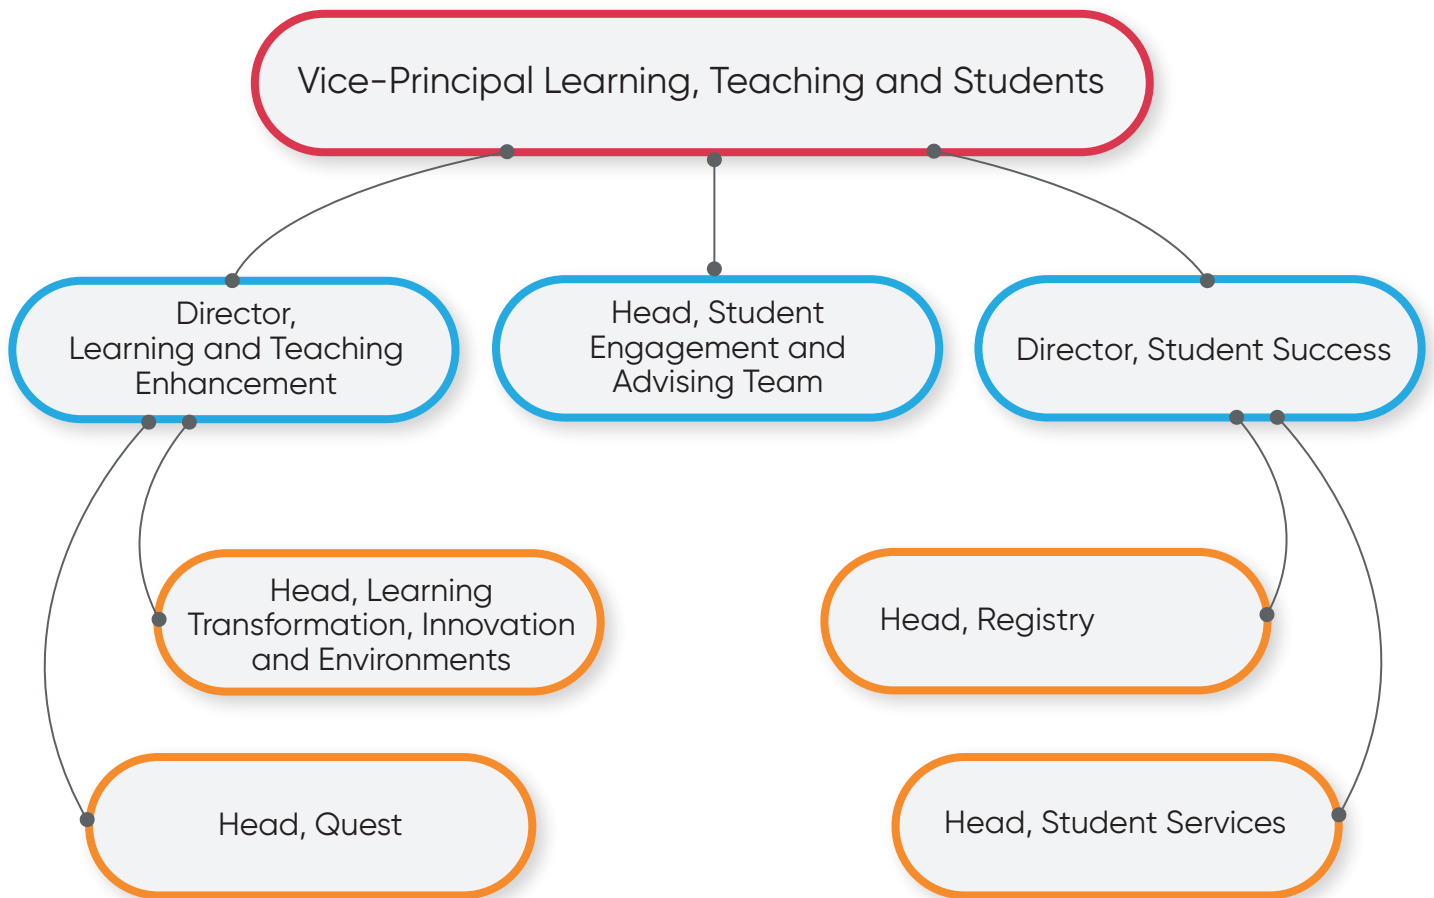 Vice-Principal Learning, Teaching and Students
Director,
Learning and Teaching
Enhancement
Head, Student
Engagement and
Advising Team
Director, Student Success
Head, Learning
Transformation, Innovation
and Environments
Head, Registry
Head, Quest
Head, Student Services